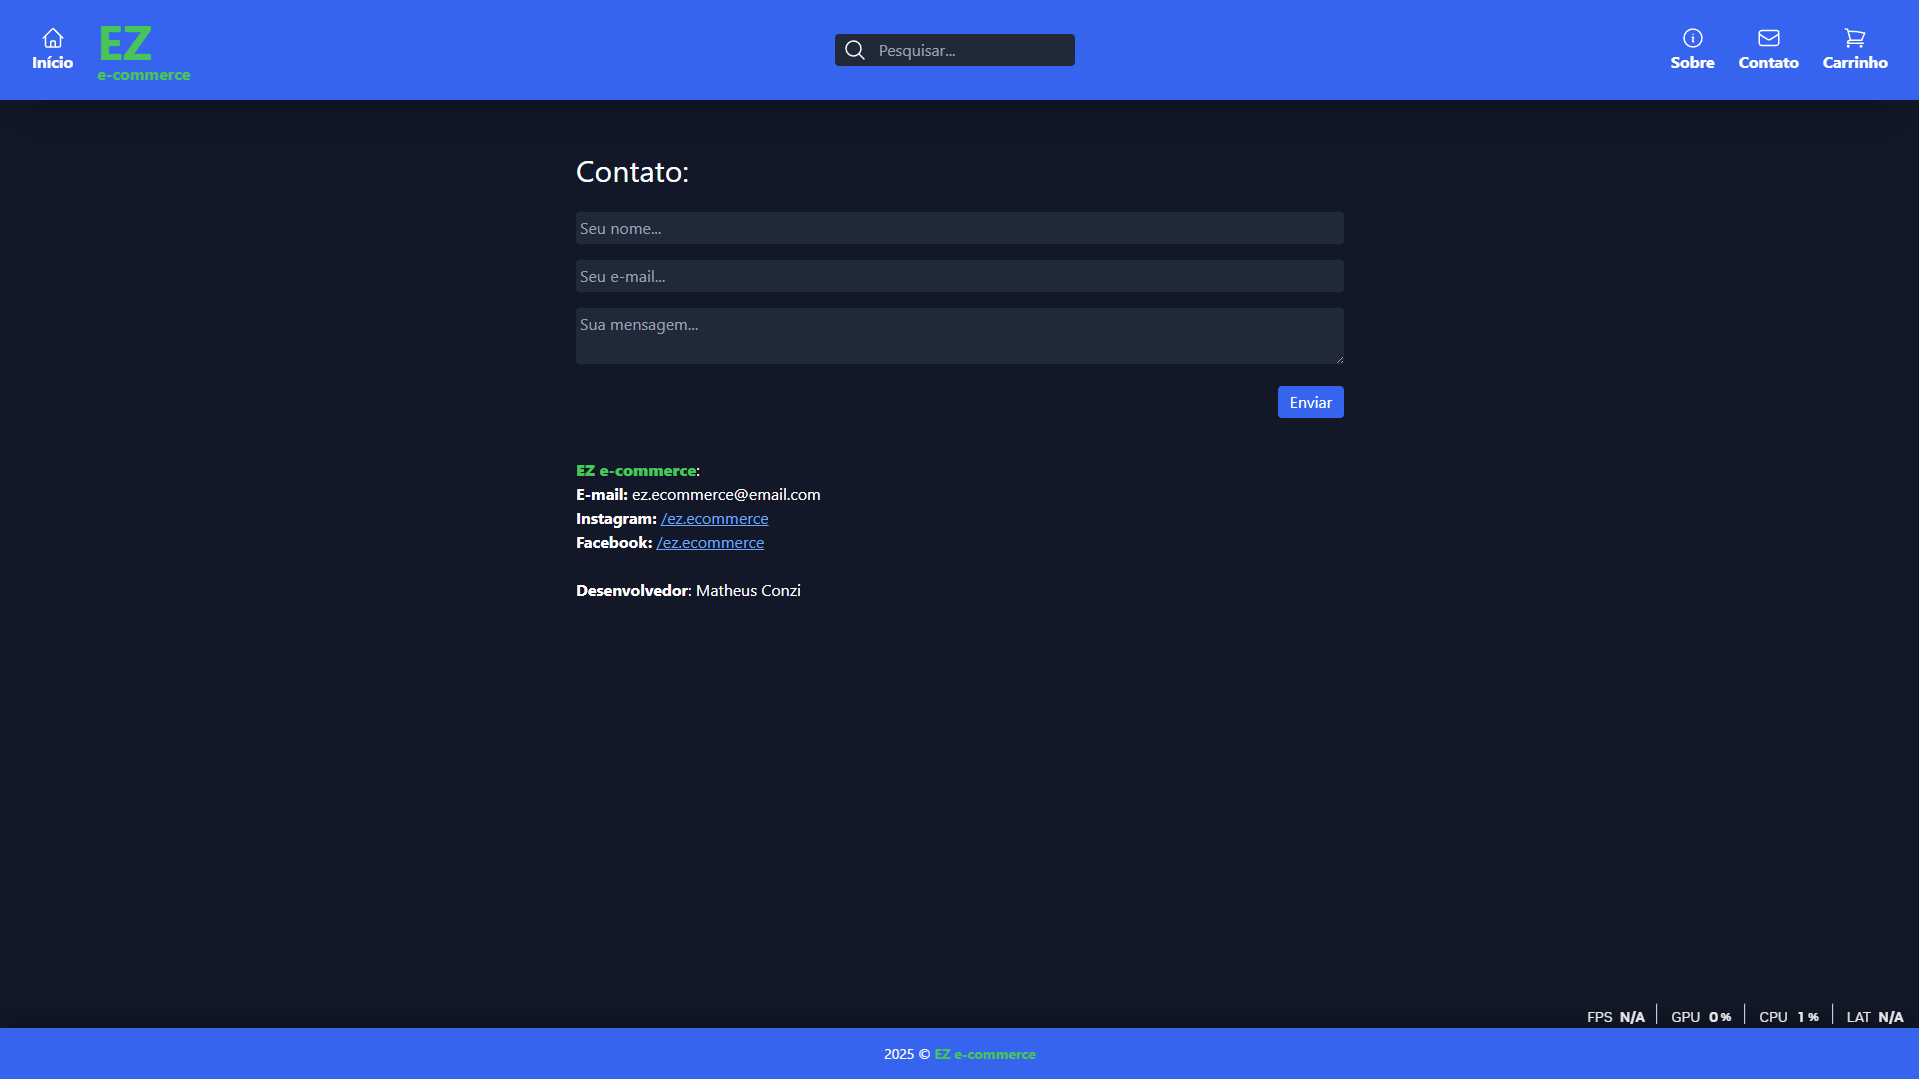 Início
EZ
e-commerce
Pesquisar...
Sobre
Contato
Carrinho
Contato:
Seu nome...
Seu e-mail...
Sua mensagem...
Enviar
EZ e-commerce:
E-mail: ez.ecommerce@email.com
Instagram: /ez.ecommerce
Facebook: /ez.ecommerce
Desenvolvedor: Matheus Conzi
FPS N/A GPU 0% CPU 1% LAT N/A
2025 © EZ e-commerce